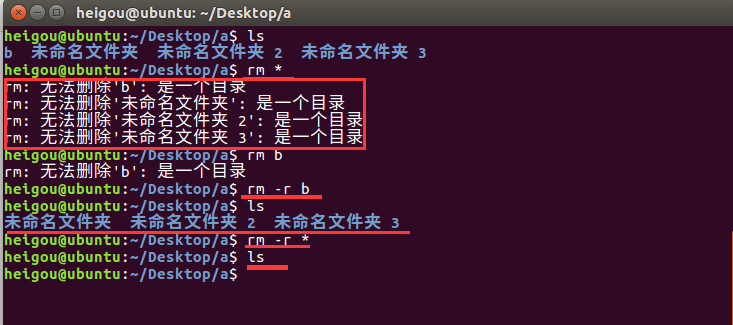 heigou@ubuntu: ~/Desktop/a
heigou@ubuntu:~/Desktop/a$ ls
b  未命名文件夹  未命名文件夹 2  未命名文件夹 3
heigou@ubuntu:~/Desktop/a$ rm *
rm: 无法删除'b': 是一个目录
rm: 无法删除'未命名文件夹': 是一个目录
rm: 无法删除'未命名文件夹 2': 是一个目录
rm: 无法删除'未命名文件夹 3': 是一个目录
heigou@ubuntu:~/Desktop/a$ rm b
rm: 无法删除'b': 是一个目录
heigou@ubuntu:~/Desktop/a$ rm -r b
heigou@ubuntu:~/Desktop/a$ ls
未命名文件夹  未命名文件夹 2  未命名文件夹 3
heigou@ubuntu:~/Desktop/a$ rm -r *
heigou@ubuntu:~/Desktop/a$ ls
heigou@ubuntu:~/Desktop/a$